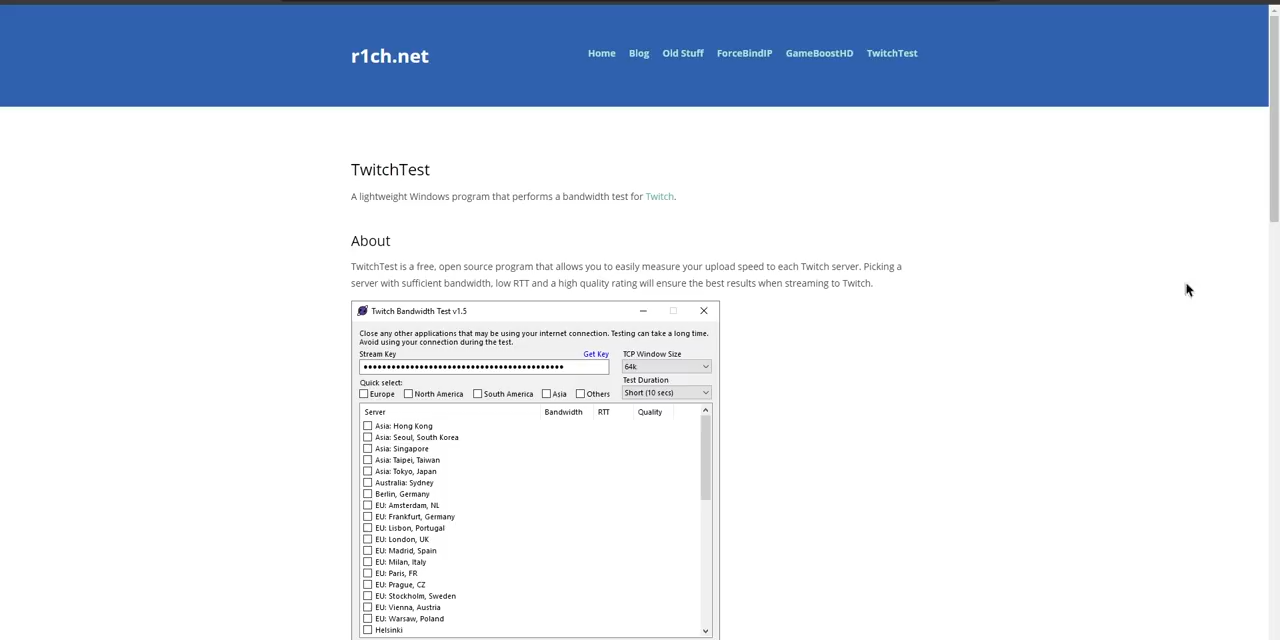 r1ch.net
Home Blog Old Stuff ForceBindIP GameBoostHD TwitchTest
TwitchTest
A lightweight Windows program that performs a bandwidth test for Twitch.
About
TwitchTest is a free, open source program that allows you to easily measure your upload speed to each Twitch server. Picking a
server with sufficient bandwidth, low RTT and a high quality rating will ensure the best results when streaming to Twitch.
Twitch Bandwidth Test v1.5
Close any other applications that may be using your internet connection. Testing can take a long time.
Avoid using your connection during the test.
Stream Key Get Key TCP Window Size
64k
Quick select: Test Duration
Europe North America South America Asia Others Short (10 secs)
Server Bandwidth RTT Quality
Asia: Hong Kong
Asia: Seoul, South Korea
Asia: Singapore
Asia: Taipei, Taiwan
Asia: Tokyo, Japan
Australia: Sydney
Berlin, Germany
EU: Amsterdam, NL
EU: Frankfurt, Germany
EU: Lisbon, Portugal
EU: London, UK
EU: Madrid, Spain
EU: Milan, Italy
EU: Paris, FR
EU: Prague, CZ
EU: Stockholm, Sweden
EU: Vienna, Austria
EU: Warsaw, Poland
Helsinki